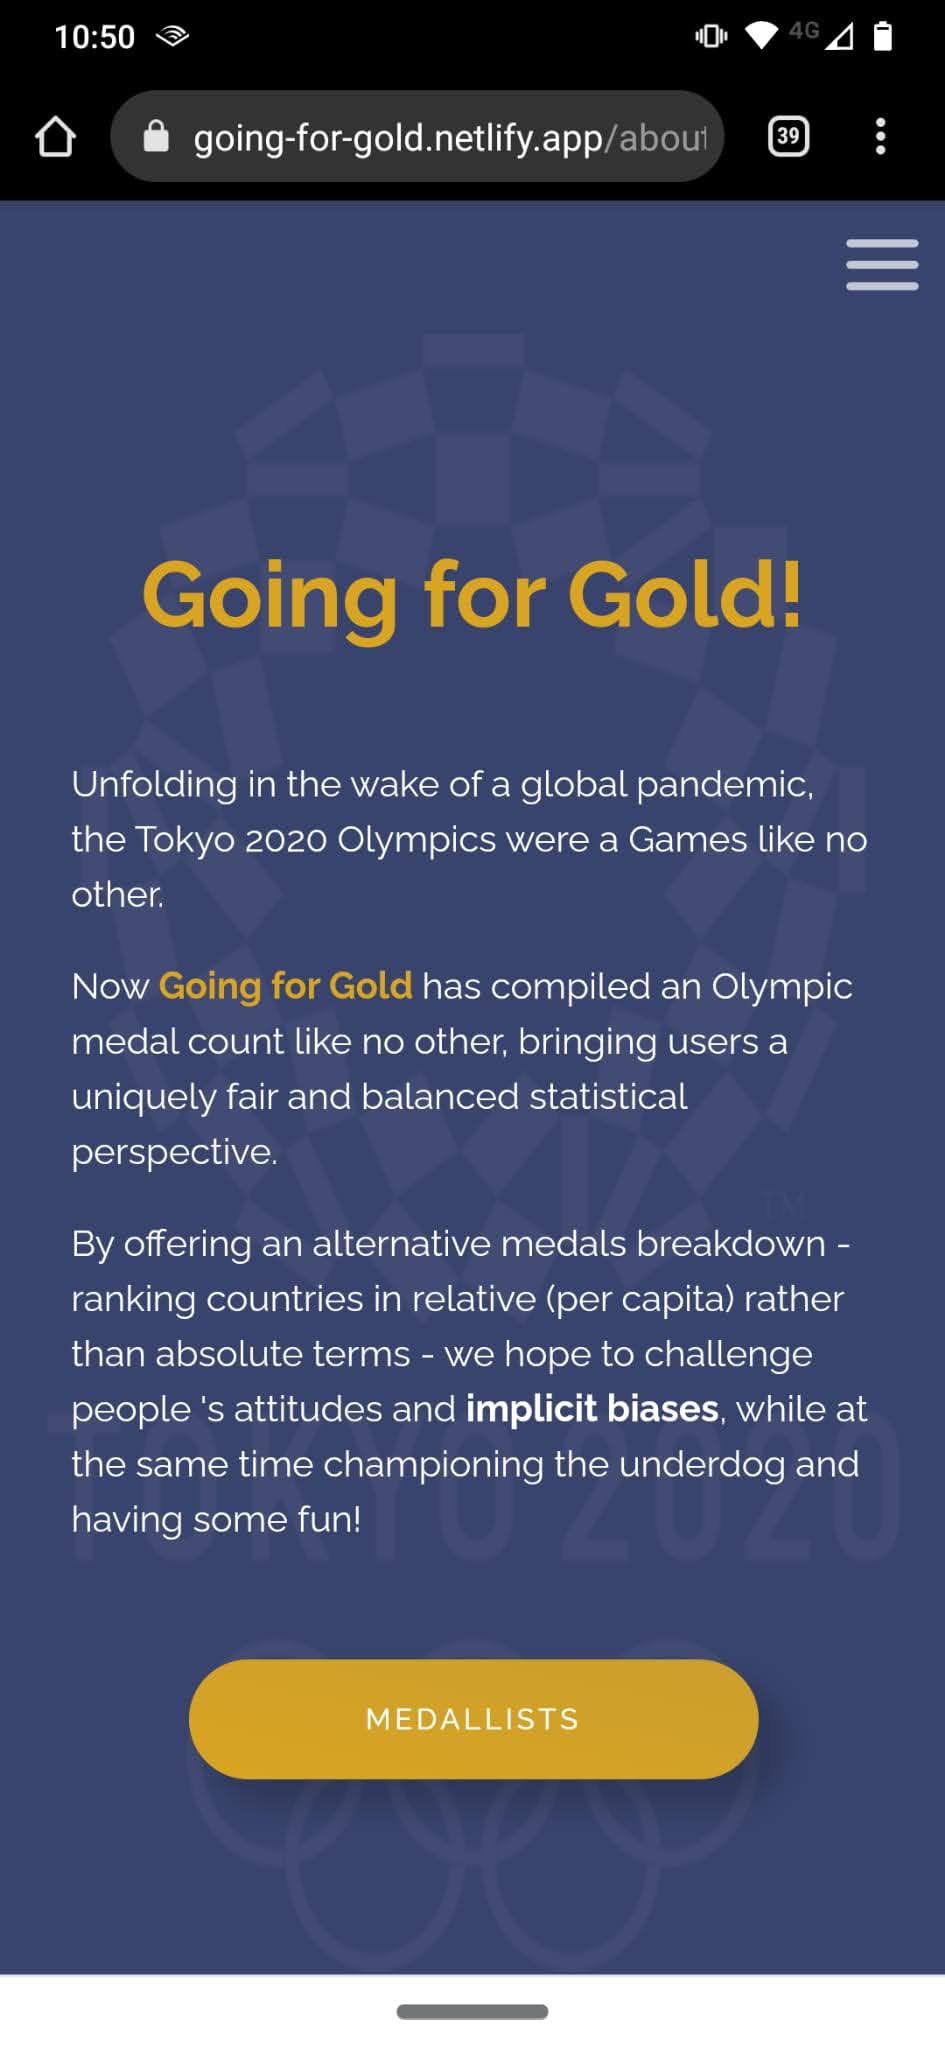 10:50
4G
going-for-gold.netlify.app/about
39
Going for Gold!
Unfolding in the wake of a global pandemic,
the Tokyo 2020 Olympics were a Games like no
other.
Now Going for Gold has compiled an Olympic
medal count like no other, bringing users a
uniquely fair and balanced statistical
perspective.
TM
By offering an alternative medals breakdown -
ranking countries in relative (per capita) rather
than absolute terms - we hope to challenge
people 's attitudes and implicit biases, while at
the same time championing the underdog and
having some fun!
TOKYO 2020
MEDALLISTS